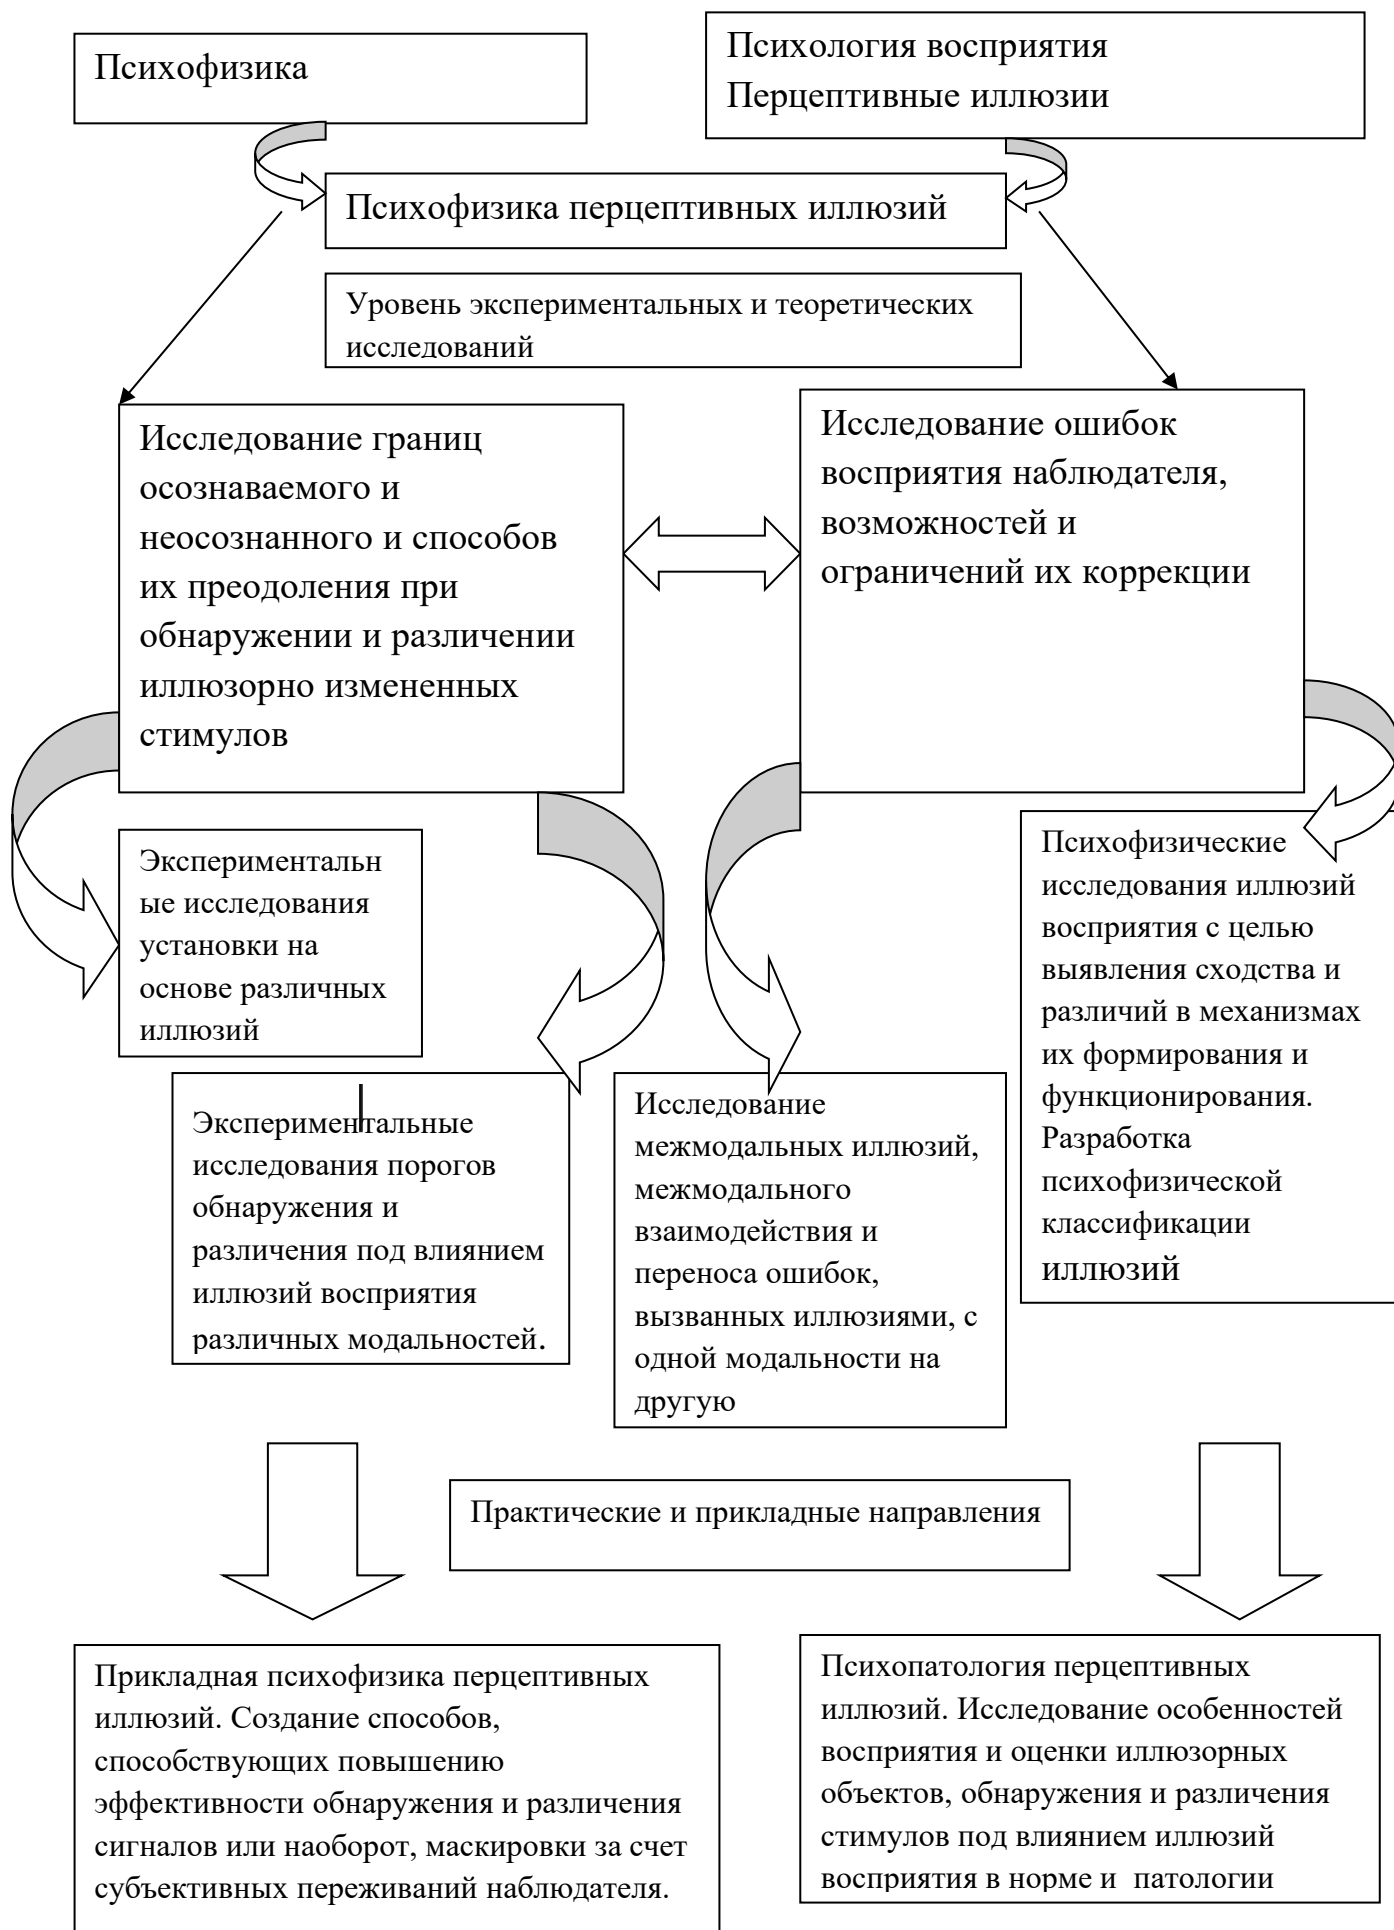 Психофизика
Психология восприятия
Перцептивные иллюзии
Психофизика перцептивных иллюзий
Уровень экспериментальных и теоретических
исследований
Исследование границ
осознаваемого и
неосознанного и способов
их преодоления при
обнаружении и различении
иллюзорно измененных
стимулов
Исследование ошибок
восприятия наблюдателя,
возможностей и
ограничений их коррекции
Экспериментальн
ые исследования
установки на
основе различных
иллюзий
Экспериментальные
исследования порогов
обнаружения и
различения под влиянием
иллюзий восприятия
различных модальностей.
Исследование
межмодальных иллюзий,
межмодального
взаимодействия и
переноса ошибок,
вызванных иллюзиями, с
одной модальности на
другую
Психофизические
исследования иллюзий
восприятия с целью
выявления сходства и
различий в механизмах
их формирования и
функционирования.
Разработка
психофизической
классификации
иллюзий
Практические и прикладные направления
Прикладная психофизика перцептивных
иллюзий. Создание способов,
способствующих повышению
эффективности обнаружения и различения
сигналов или наоборот, маскировки за счет
субъективных переживаний наблюдателя.
Психопатология перцептивных
иллюзий. Исследование особенностей
восприятия и оценки иллюзорных
объектов, обнаружения и различения
стимулов под влиянием иллюзий
восприятия в норме и  патологии